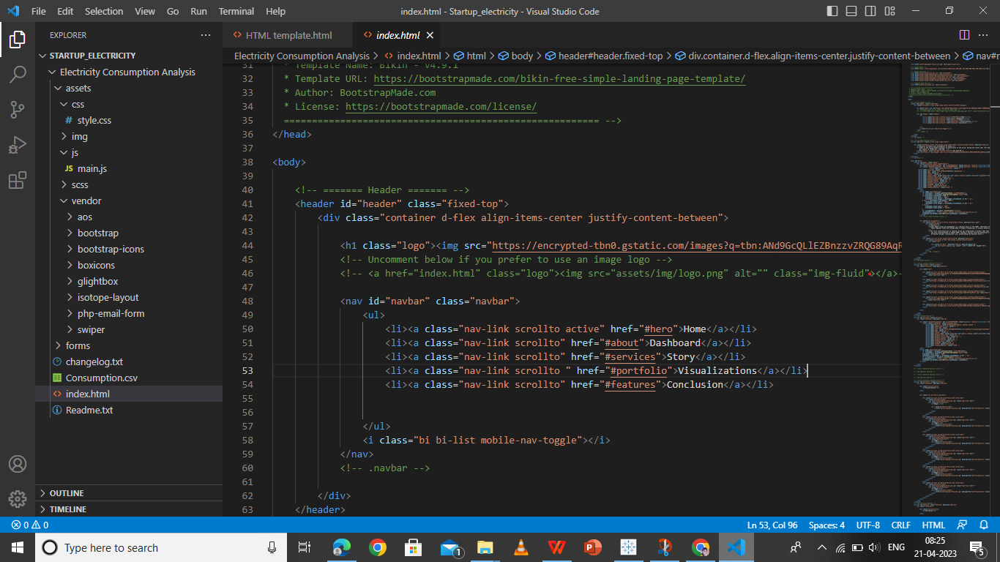 File Edit Selection View Go Run Terminal Help
index.html - Startup_electricity - Visual Studio Code
EXPLORER
STARTUP_ELECTRICITY
Electricity Consumption Analysis
assets
css
# style.css
img
js
JS main.js
scss
vendor
aos
bootstrap
bootstrap-icons
boxicons
glightbox
isotope-layout
php-email-form
swiper
forms
changelog.txt
Consumption.csv
<> index.html
Readme.txt
OUTLINE
TIMELINE
<> HTML template.html
<> index.html
Electricity Consumption Analysis > <> index.html > html > body > header#header.fixed-top > div.container.d-flex.align-items-center.justify-content-between >
31 * Template Name: Bikin - v4.9.1
32 * Template URL: https://bootstrapmade.com/bikin-free-simple-landing-page-template/
33 * Author: BootstrapMade.com
34 * License: https://bootstrapmade.com/license/
35 ======================================================== -->
36 </head>
37
38 <body>
39
40 <!-- ======= Header ======= -->
41 <header id="header" class="fixed-top">
42 <div class="container d-flex align-items-center justify-content-between">
43
44 <h1 class="logo"><img src="https://encrypted-tbn0.gstatic.com/images?q=tbn:ANd9GcQLlEZBnzzvZRQG89AqR
45 <!-- Uncomment below if you prefer to use an image logo -->
46 <!-- <a href="index.html" class="logo"><img src="assets/img/logo.png" alt="" class="img-fluid"></a>-
47
48 <nav id="navbar" class="navbar">
49 <ul>
50 <li><a class="nav-link scrollto active" href="#hero">Home</a></li>
51 <li><a class="nav-link scrollto" href="#about">Dashboard</a></li>
52 <li><a class="nav-link scrollto" href="#services">Story</a></li>
53 <li><a class="nav-link scrollto " href="#portfolio">Visualizations</a></li>
54 <li><a class="nav-link scrollto" href="#features">Conclusion</a></li>
55
56
57 </ul>
58 <i class="bi bi-list mobile-nav-toggle"></i>
59 </nav>
60 <!-- .navbar -->
61
62 </div>
63 </header>
0 0
Ln 53, Col 96 Spaces: 4 UTF-8 CRLF HTML
Type here to search
1
ENG
08:25
21-04-2023
5